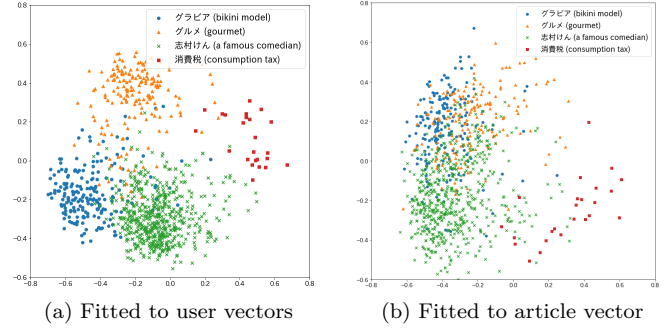 グラビア (bikini model)
グルメ (gourmet)
志村けん (a famous comedian)
消費税 (consumption tax)
0.8
0.6
0.4
0.2
0.0
−0.2
−0.4
−0.6
−0.8 −0.6 −0.4 −0.2 0.0 0.2 0.4 0.6 0.8
(a) Fitted to user vectors
グラビア (bikini model)
グルメ (gourmet)
志村けん (a famous comedian)
消費税 (consumption tax)
0.8
0.6
0.4
0.2
0.0
−0.2
−0.4
−0.6
−0.8 −0.6 −0.4 −0.2 0.0 0.2 0.4 0.6 0.8
(b) Fitted to article vector